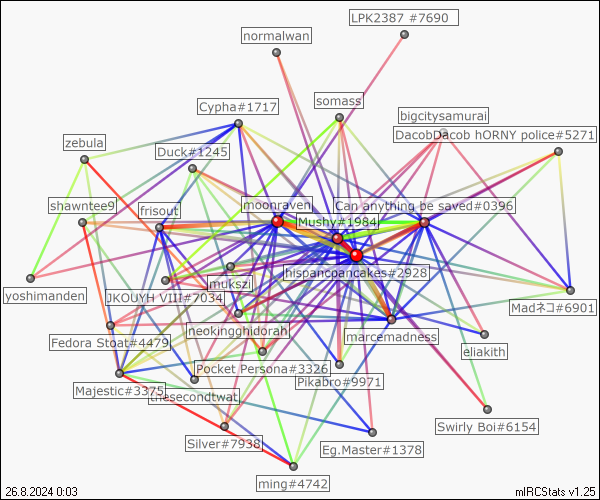 LPK2387 #7690
normalwan
Cypha#1717
somass
bigcitysamurai
DacobDacob hORNY police#5271
zebula
Duck#1245
shawntee9
frisout
moonraven
Can anything be saved#0396
Mushy#1984
hispanopancakes#2928
mukszii
yoshimanden
JKOUYH VIII#7034
Madネコ#6901
neokingghidorah
Fedora Stoat#4479
marcemadness
eliakith
Pocket Persona#3326
Pikabro#9971
Majestic#3375
thesecondtwat
Swirly Boi#6154
Silver#7938
Eg.Master#1378
ming#4742
26.8.2024 0:03
mIRCStats v1.25